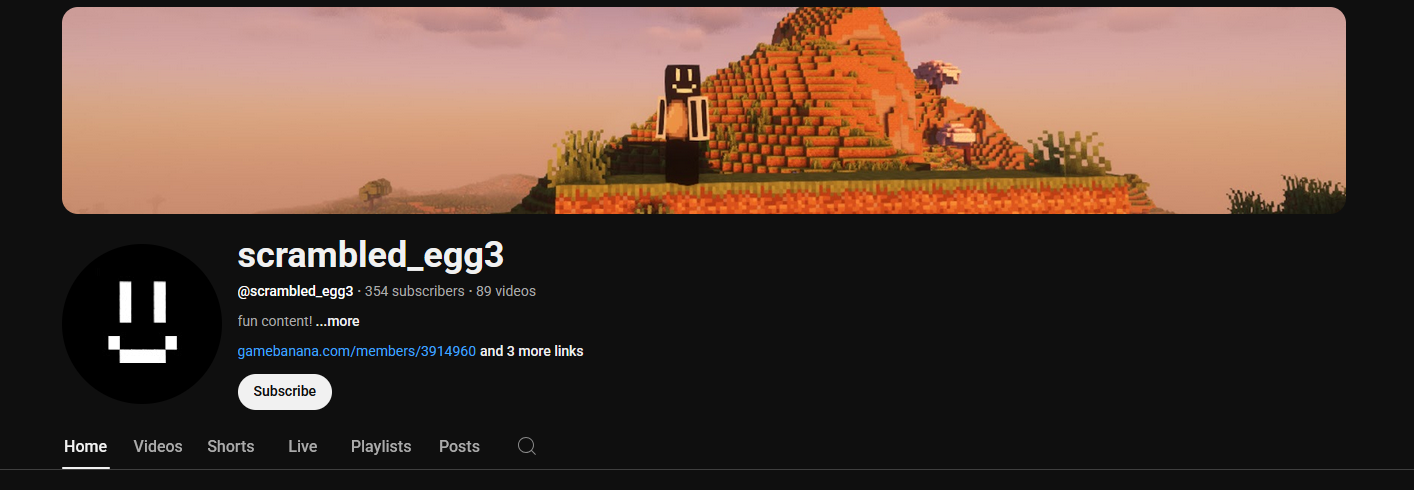 scrambled_egg3
@scrambled_egg3 · 354 subscribers · 89 videos
fun content! ...more
gamebanana.com/members/3914960 and 3 more links
Subscribe
Home Videos Shorts Live Playlists Posts